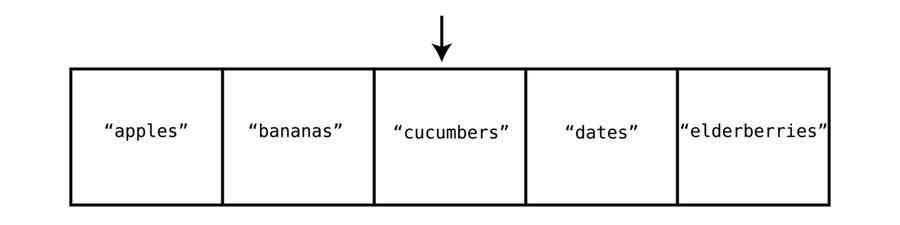 “apples” “bananas” “cucumbers” “dates” “elderberries”